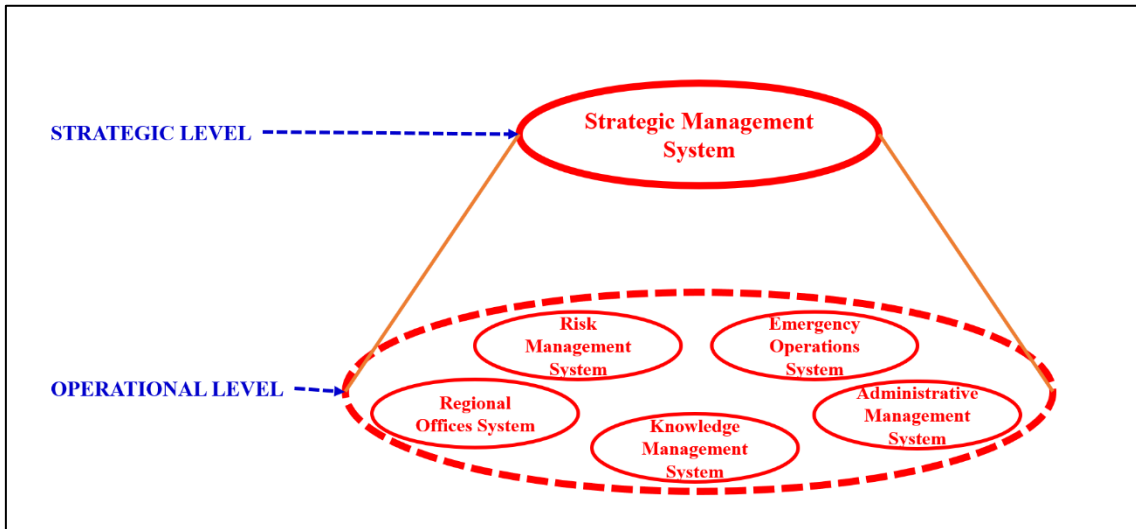 STRATEGIC LEVEL
Strategic Management
System
OPERATIONAL LEVEL
Risk
Management
System
Emergency
Operations
System
Regional
Offices System
Knowledge
Management
System
Administrative
Management
System